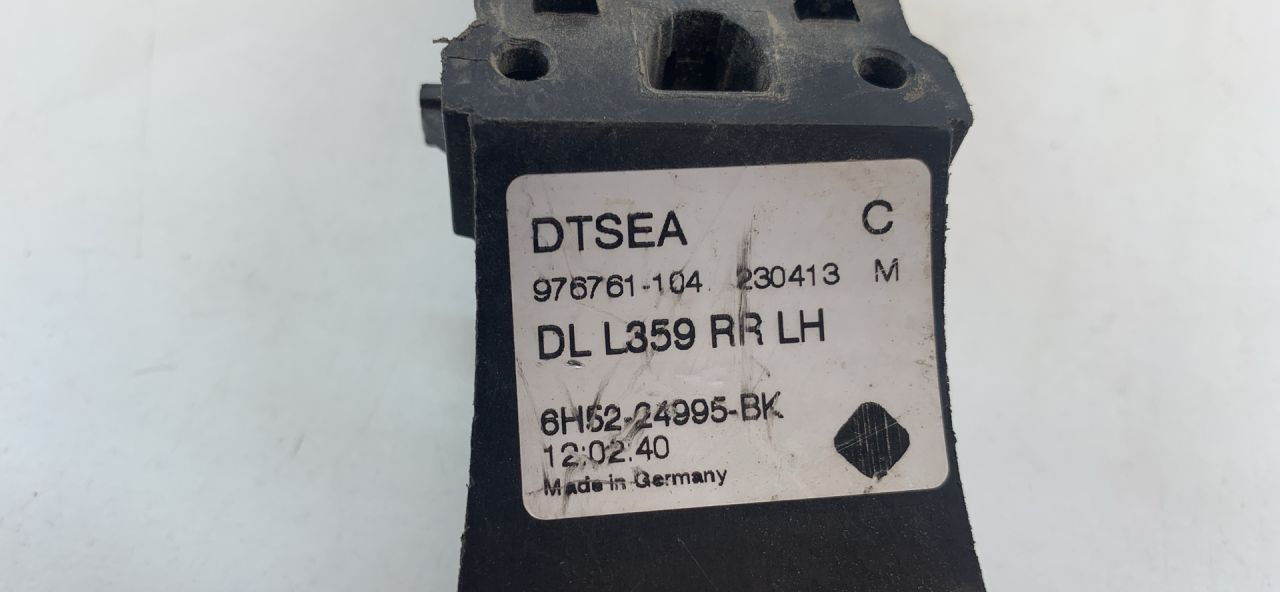 DTSEA C
976761-104 230413 M
DL L359 RR LH
6H52-24995-BK
12:02:40
Made in Germany